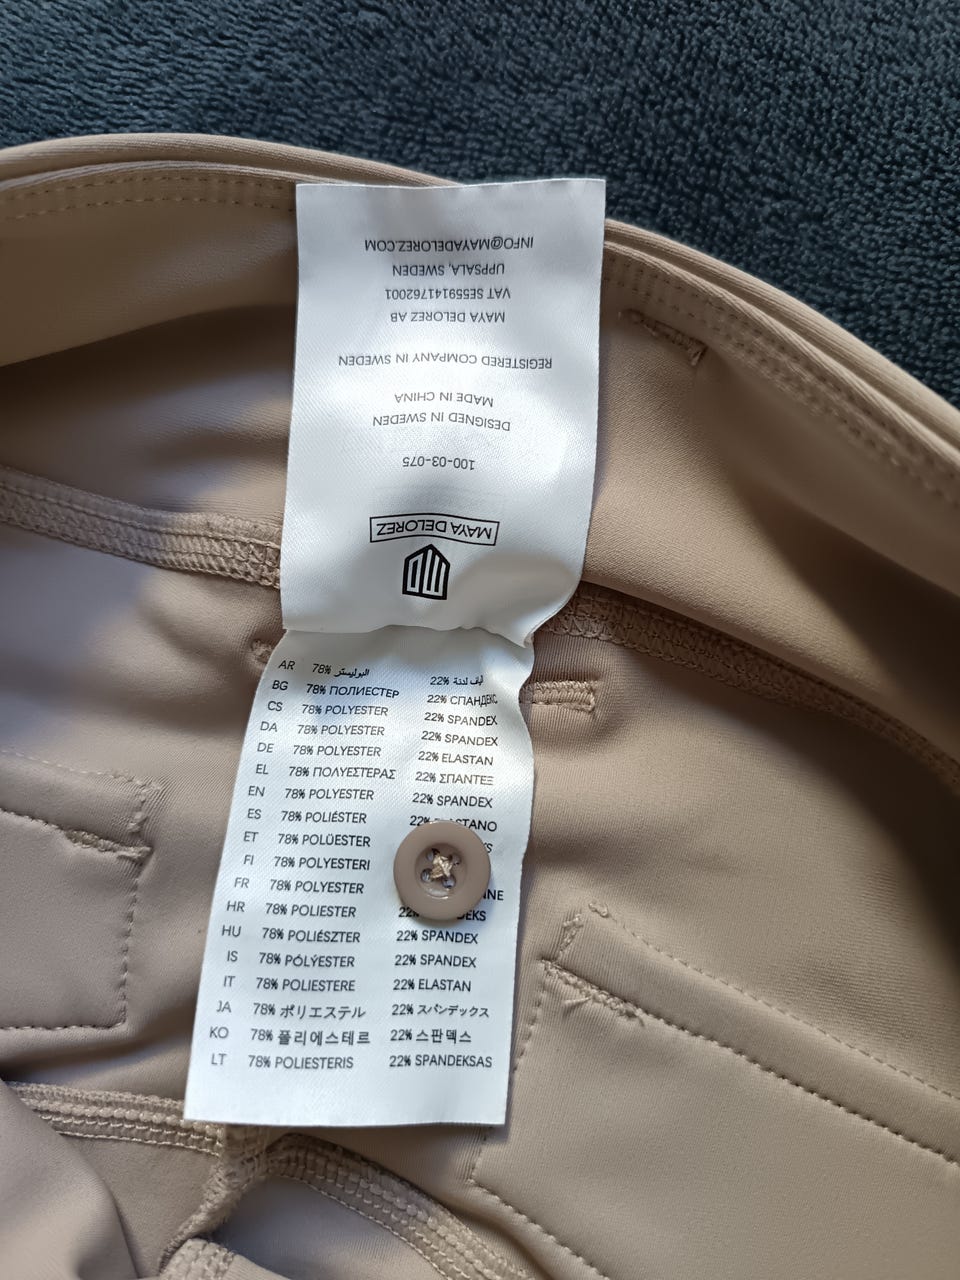 MAYA DELOREZ
100-03-075
DESIGNED IN SWEDEN
MADE IN CHINA
REGISTERED COMPANY IN SWEDEN
MAYA DELOREZ AB
VAT SE559141762001
UPPSALA, SWEDEN
INFO@MAYADELOREZ.COM
AR 78% البوليستر 22% لياف لدنة
BG 78% ПОЛИЕСТЕР 22% СПАНДЕКС
CS 78% POLYESTER 22% SPANDEX
DA 78% POLYESTER 22% SPANDEX
DE 78% POLYESTER 22% ELASTAN
EL 78% ΠΟΛΥΕΣΤΕΡΑΣ 22% ΣΠΑΝΤΕΞ
EN 78% POLYESTER 22% SPANDEX
ES 78% POLIÉSTER 22%
ET 78% POLÜESTER
FI 78% POLYESTERI
FR 78% POLYESTER
HR 78% POLIESTER
HU 78% POLIÉSZTER 22% SPANDEX
IS 78% PÓLÝESTER 22% SPANDEX
IT 78% POLIESTERE 22% ELASTAN
JA 78% ポリエステル 22% スパンデックス
KO 78% 폴리에스테르 22% 스판덱스
LT 78% POLIESTERIS 22% SPANDEKSAS